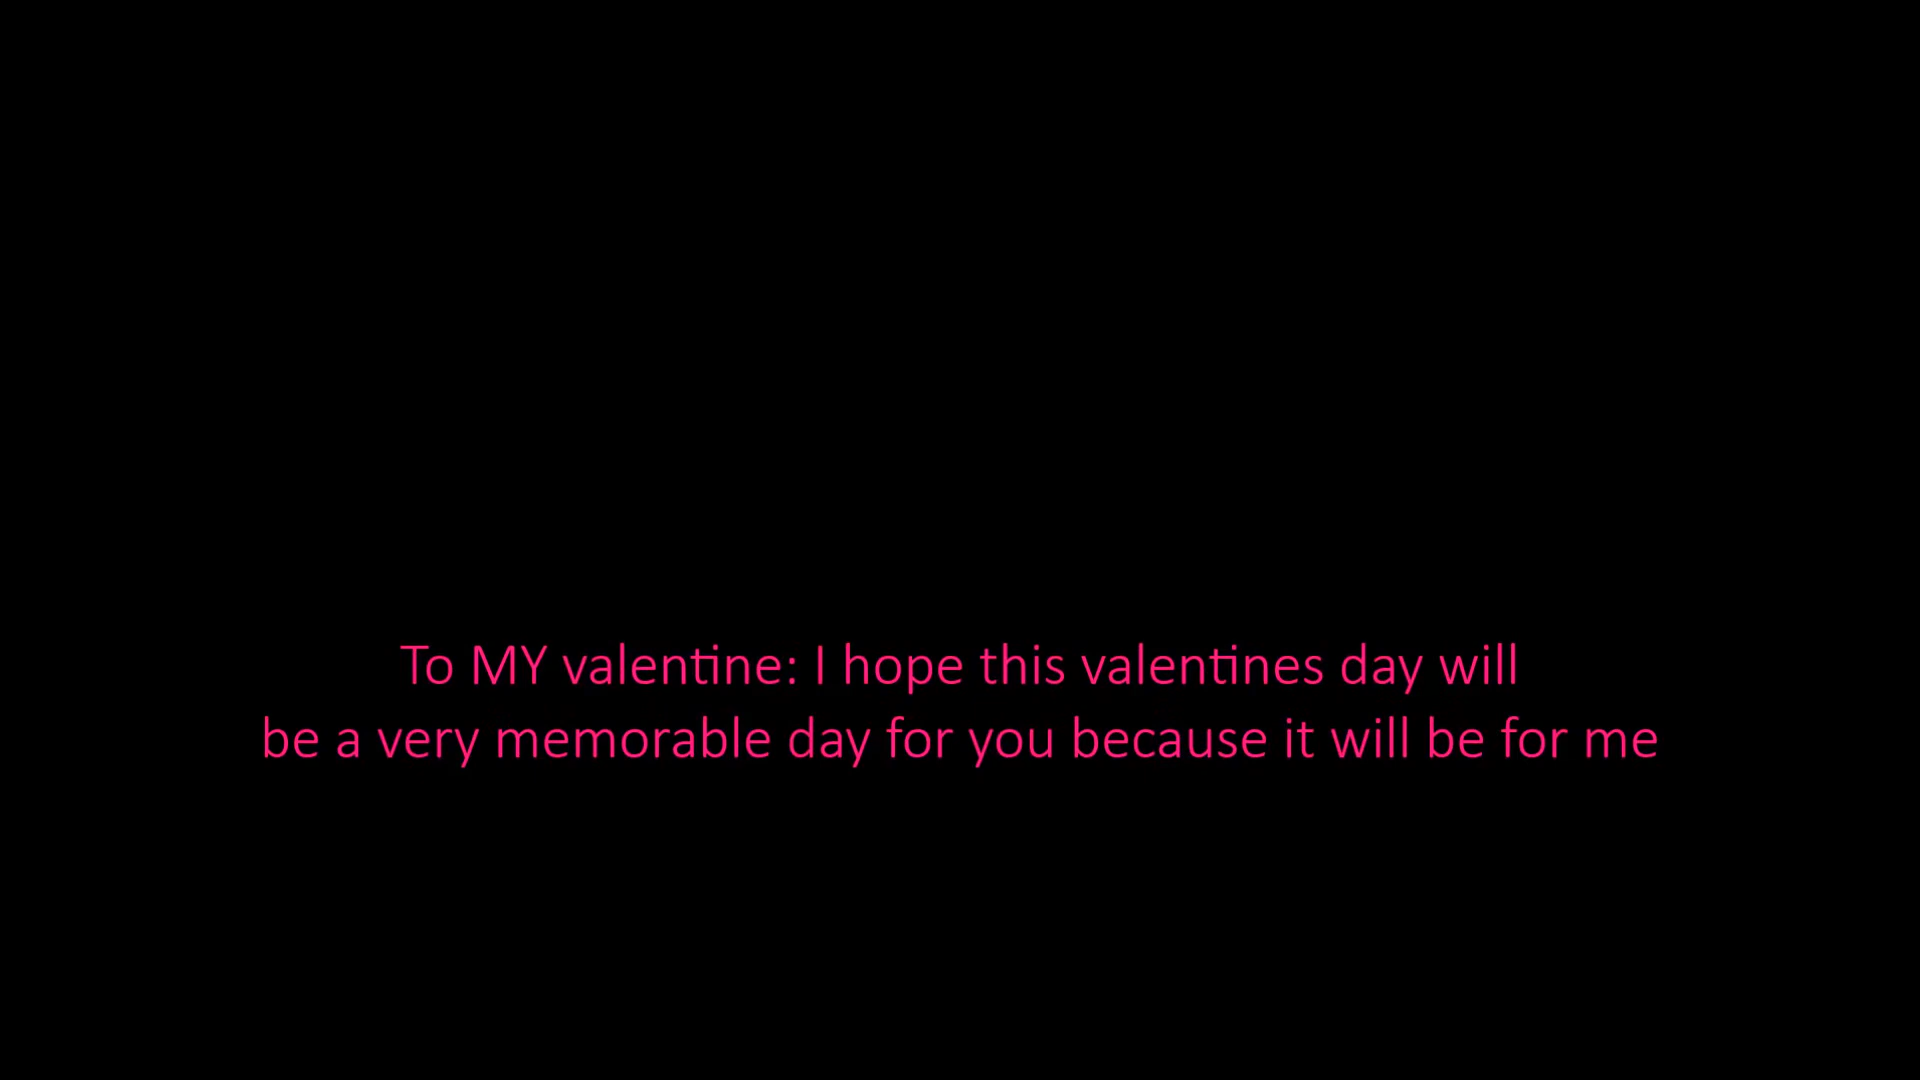 To MY valentine: I hope this valentines day will
be a very memorable day for you because it will be for me